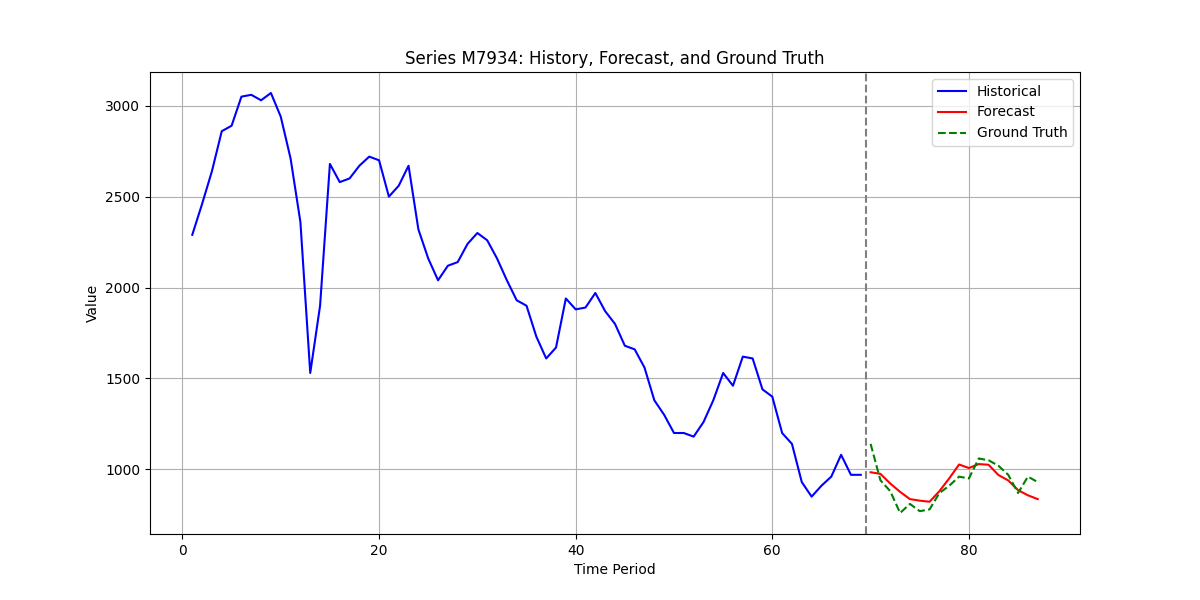 Series M7934: History, Forecast, and Ground Truth
Historical
Forecast
Ground Truth
Value
3000
2500
2000
1500
1000
0
20
40
60
80
Time Period